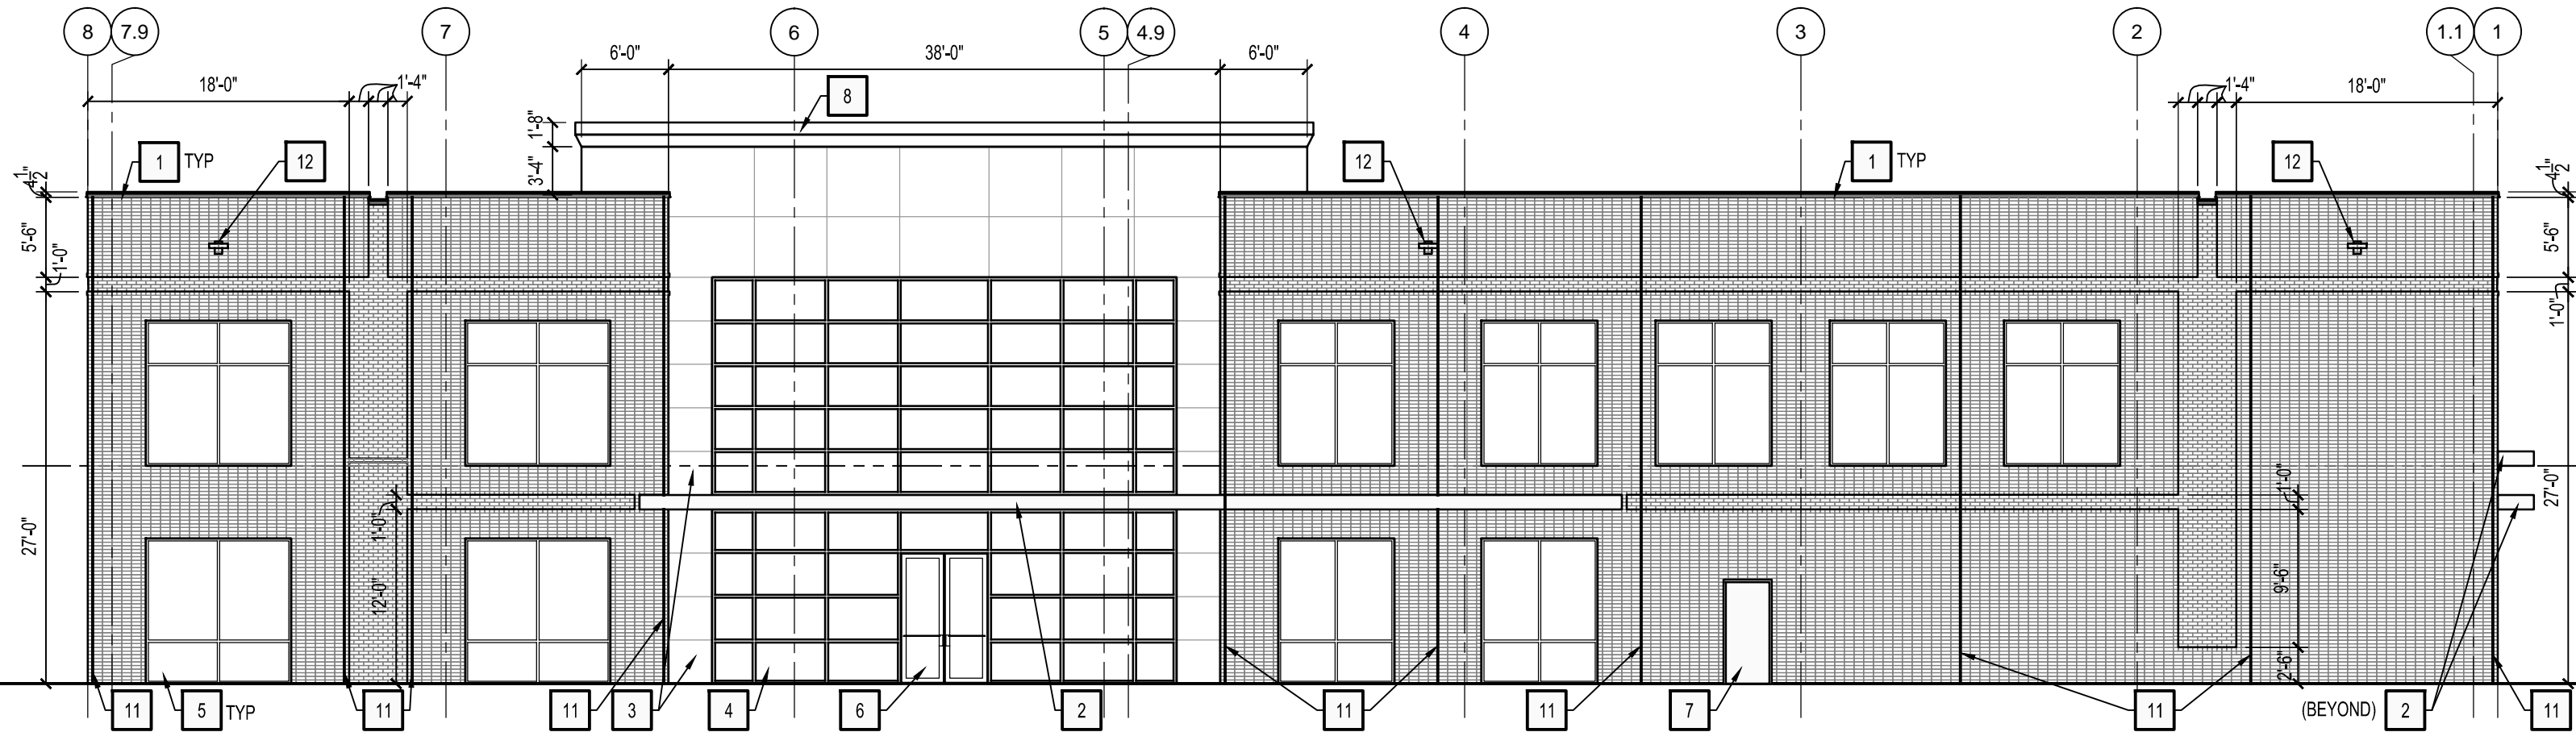 8 7.9 7 6 5 4.9 4 3 2 1.1 1
6'-0" 38'-0" 6'-0"
18'-0" 1'-4" 1'-4" 18'-0"
8
1'-8"
3'-4"
1 TYP 12 12 1 TYP 12
4 1/2" 4 1/2"
5'-6" 5'-6"
1'-0" 1'-0"
1'-0" 1'-0"
27'-0" 27'-0"
12'-0" 9'-6"
2'-6"
11 5 TYP 11 11 3 4 6 2 11 11 7 11 (BEYOND) 2 11